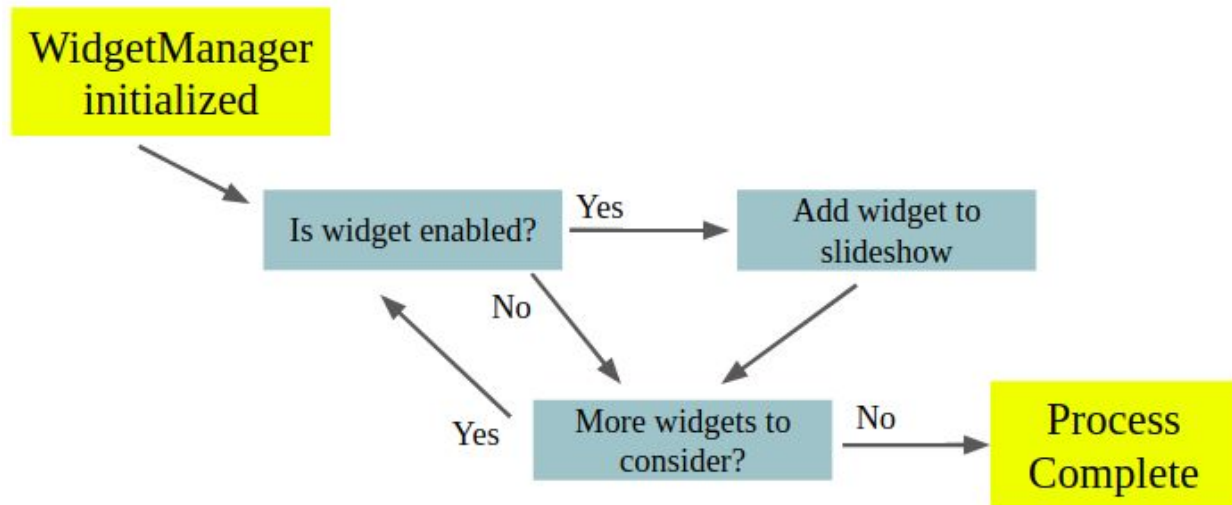 WidgetManager
initialized
Is widget enabled?
Yes
Add widget to
slideshow
No
Yes
More widgets to
consider?
No
Process
Complete